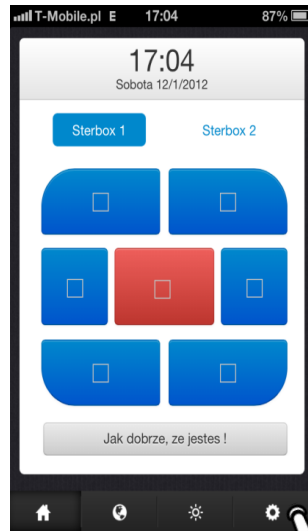 T-Mobile.pl E 17:04 87%
17:04
Sobota 12/1/2012
Sterbox 1 Sterbox 2
Jak dobrze, ze jestes !